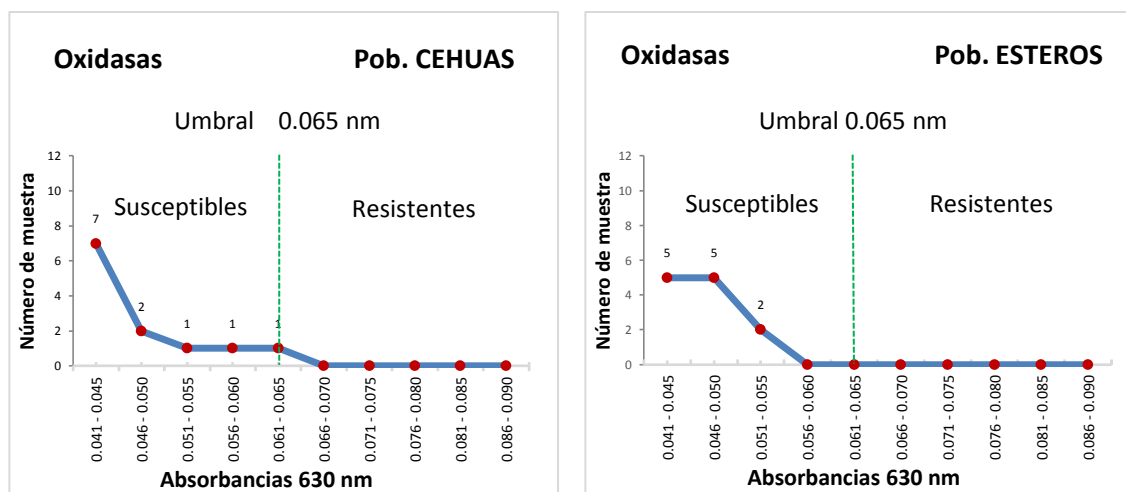 Oxidasas Pob. CEHUAS
Umbral 0.065 nm
Número de muestra
12
10
8
6
4
2
0
Susceptibles Resistentes
7
2
1
1
1
0.041 - 0.045
0.046 - 0.050
0.051 - 0.055
0.056 - 0.060
0.061 - 0.065
0.066 - 0.070
0.071 - 0.075
0.076 - 0.080
0.081 - 0.085
0.086 - 0.090
Absorbancias 630 nm
Oxidasas Pob. ESTEROS
Umbral 0.065 nm
Número de muestra
12
10
8
6
4
2
0
Susceptibles Resistentes
5
5
2
0.041 - 0.045
0.046 - 0.050
0.051 - 0.055
0.056 - 0.060
0.061 - 0.065
0.066 - 0.070
0.071 - 0.075
0.076 - 0.080
0.081 - 0.085
0.086 - 0.090
Absorbancias 630 nm